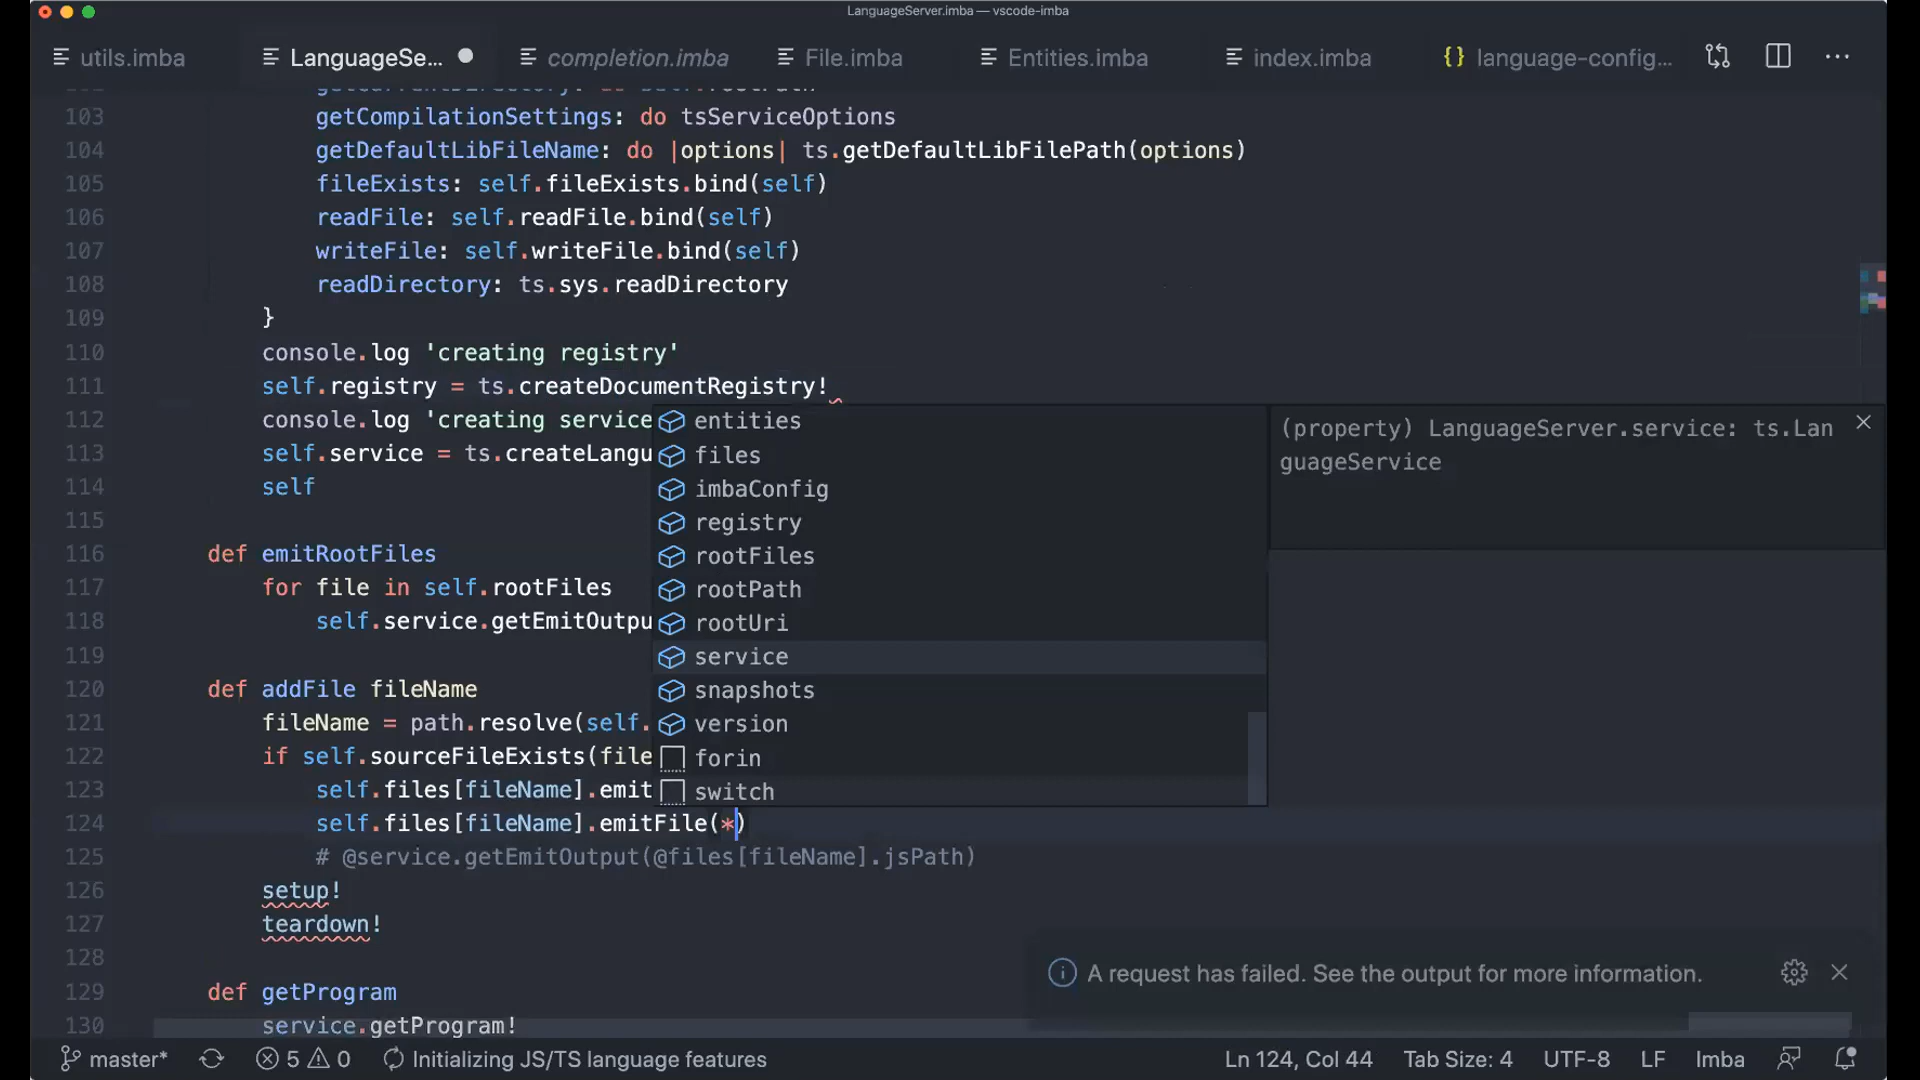 LanguageServer.imba — vscode-imba
utils.imba
LanguageSe...
completion.imba
File.imba
Entities.imba
index.imba
{} language-config...
103 getCompilationSettings: do tsServiceOptions
104 getDefaultLibFileName: do |options| ts.getDefaultLibFilePath(options)
105 fileExists: self.fileExists.bind(self)
106 readFile: self.readFile.bind(self)
107 writeFile: self.writeFile.bind(self)
108 readDirectory: ts.sys.readDirectory
109 }
110 console.log 'creating registry'
111 self.registry = ts.createDocumentRegistry!
112 console.log 'creating service
113 self.service = ts.createLangu
114 self
115
116 def emitRootFiles
117 for file in self.rootFiles
118 self.service.getEmitOutpu
119
120 def addFile fileName
121 fileName = path.resolve(self.
122 if self.sourceFileExists(file
123 self.files[fileName].emit
124 self.files[fileName].emitFile(*)
125 # @service.getEmitOutput(@files[fileName].jsPath)
126 setup!
127 teardown!
128
129 def getProgram
130 service.getProgram!
entities
files
imbaConfig
registry
rootFiles
rootPath
rootUri
service
snapshots
version
forin
switch
(property) LanguageServer.service: ts.Lan
guageService
A request has failed. See the output for more information.
master* 5 0 Initializing JS/TS language features Ln 124, Col 44 Tab Size: 4 UTF-8 LF Imba